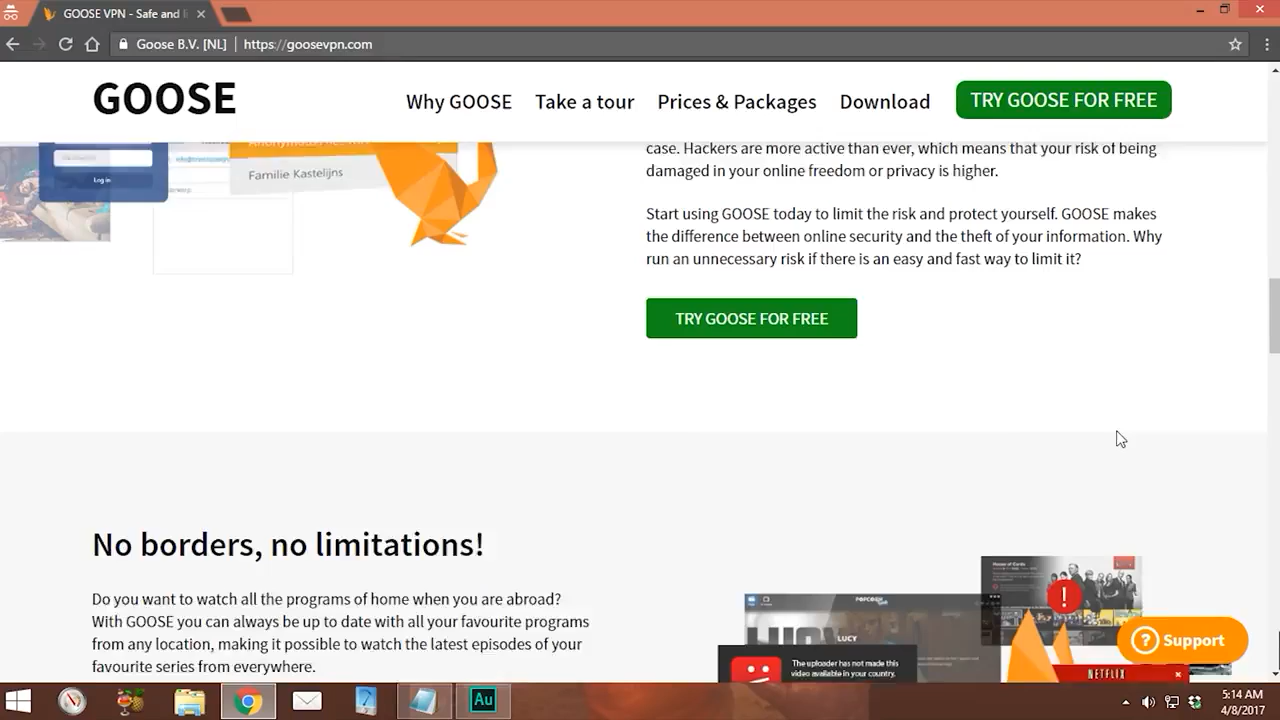 GOOSE VPN - Safe and
Goose B.V. [NL]
https://goosevpn.com
GOOSE
Why GOOSE
Take a tour
Prices & Packages
Download
TRY GOOSE FOR FREE
Log in
Familie Kastelijns
case. Hackers are more active than ever, which means that your risk of being
damaged in your online freedom or privacy is higher.
Start using GOOSE today to limit the risk and protect yourself. GOOSE makes
the difference between online security and the theft of your information. Why
run an unnecessary risk if there is an easy and fast way to limit it?
TRY GOOSE FOR FREE
No borders, no limitations!
Do you want to watch all the programs of home when you are abroad?
With GOOSE you can always be up to date with all your favourite programs
from any location, making it possible to watch the latest episodes of your
favourite series from everywhere.
House of Cards
POPCORN
LUCY
LUCY
The uploader has not made this
video available in your country.
!
NETFLIX
? Support
Au
5:14 AM
4/8/2017